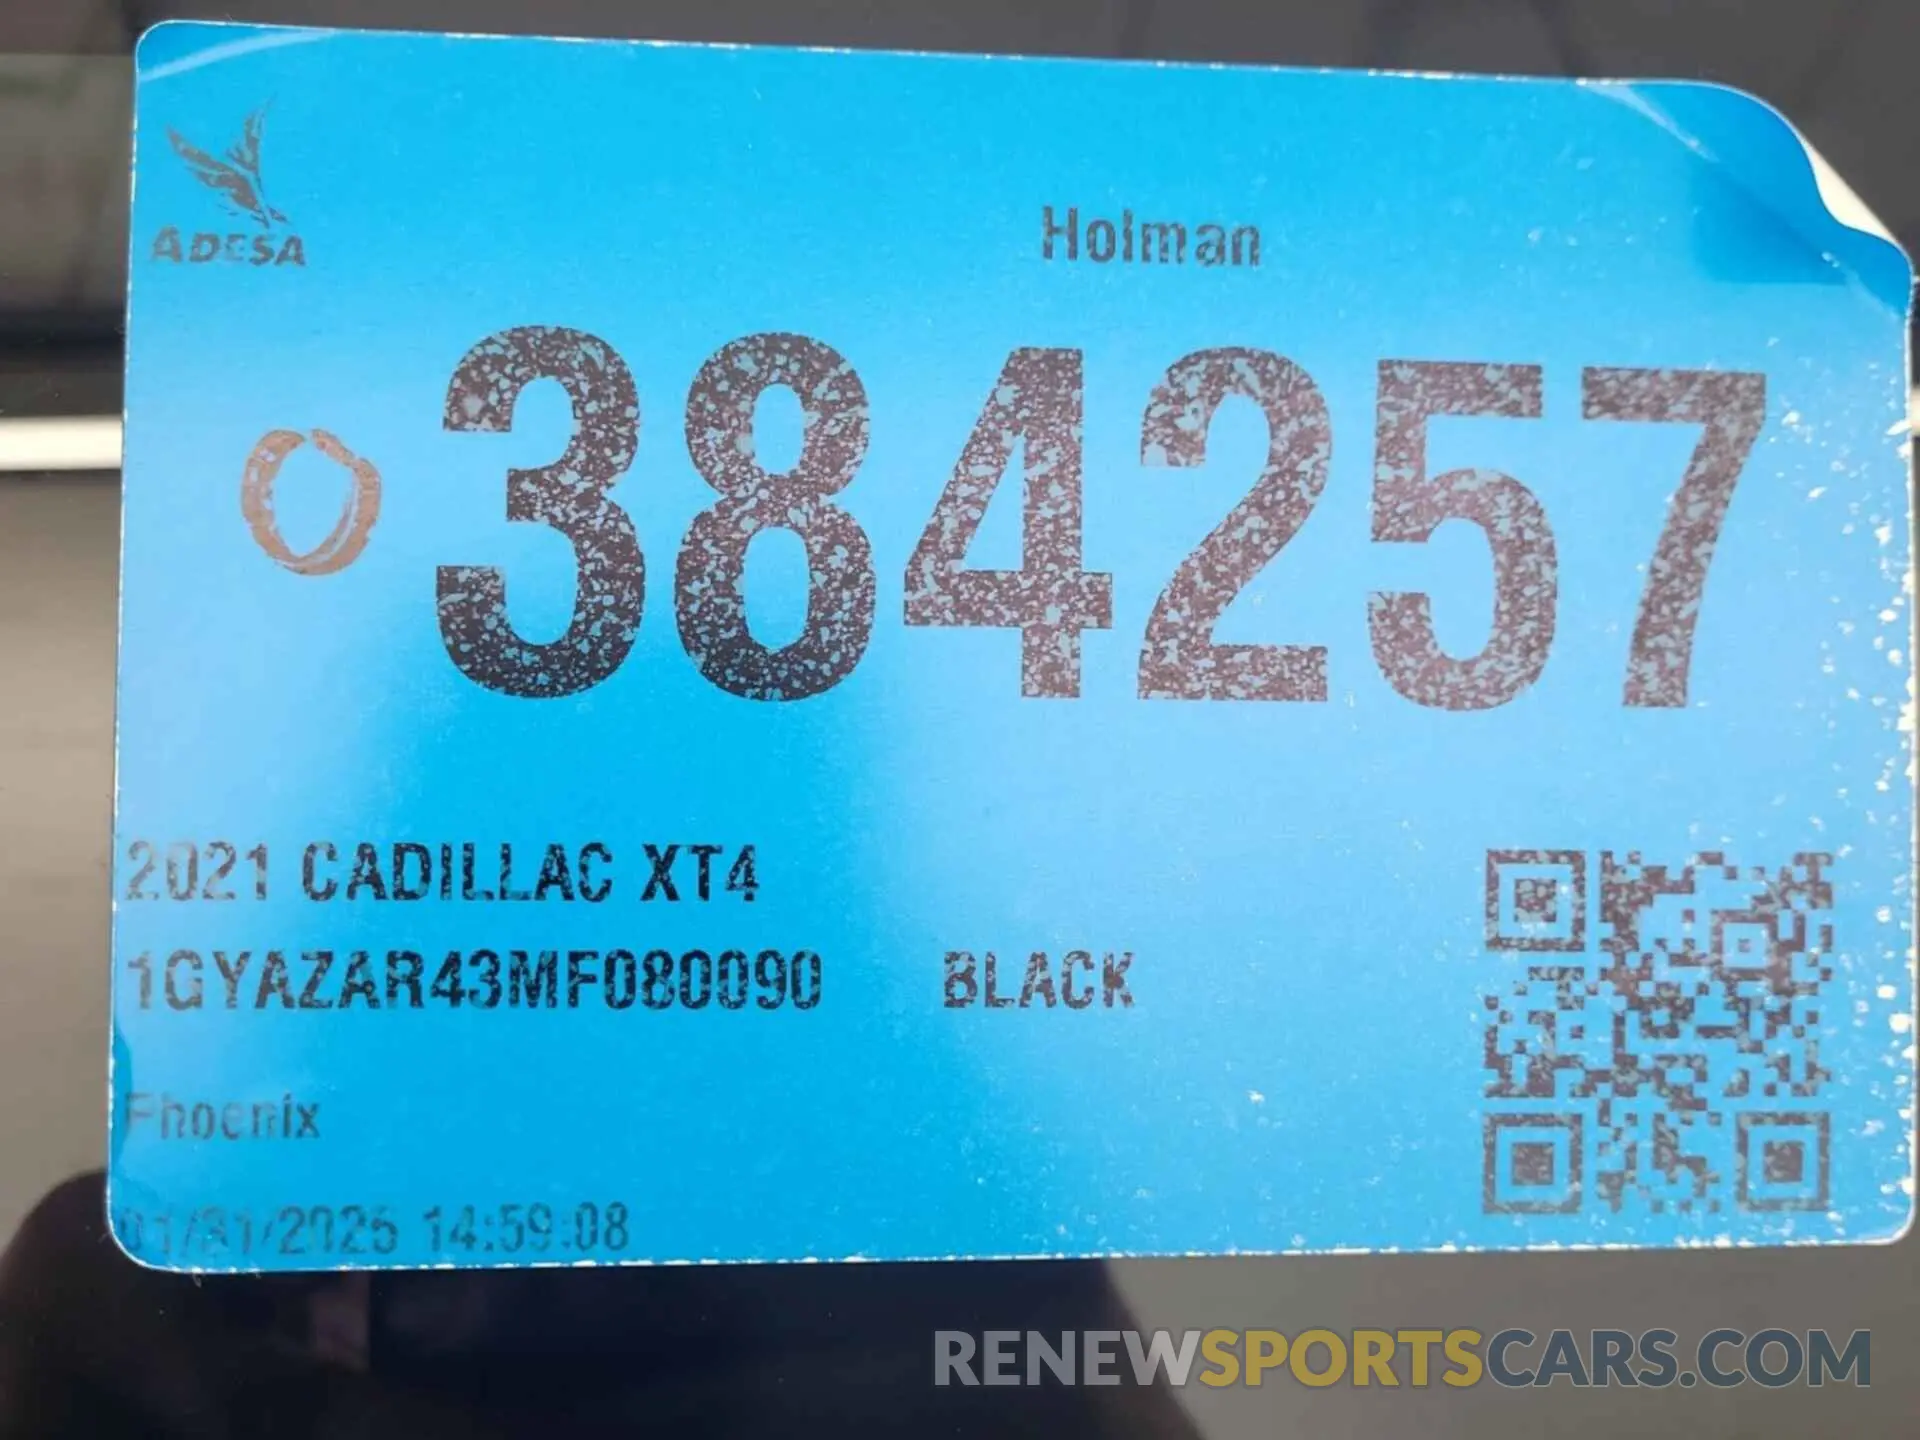 ADESA
Holman
384257
2021 CADILLAC XT4
1GYAZAR43MF080090 BLACK
Phoenix
01/31/2025 14:59:08
RENEWSPORTSCARS.COM